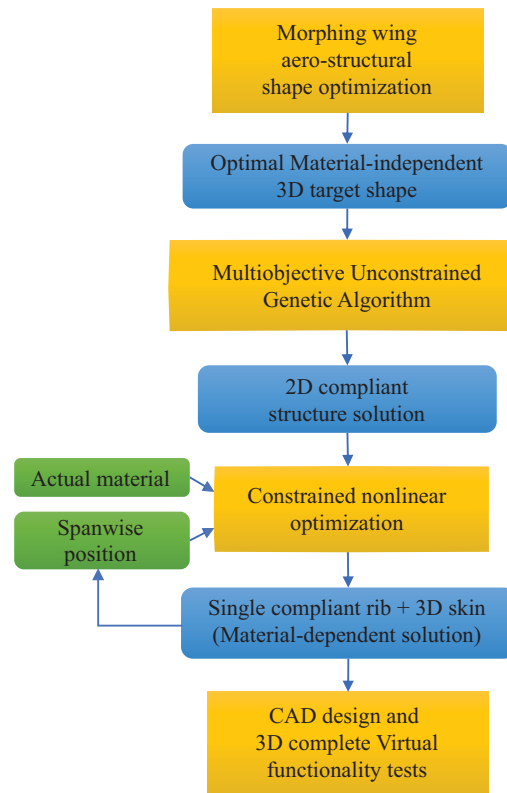 Morphing wing
aero-structural
shape optimization
Optimal Material-independent
3D target shape
Multiobjective Unconstrained
Genetic Algorithm
2D compliant
structure solution
Actual material
Spanwise
position
Constrained nonlinear
optimization
Single compliant rib + 3D skin
(Material-dependent solution)
CAD design and
3D complete Virtual
functionality tests